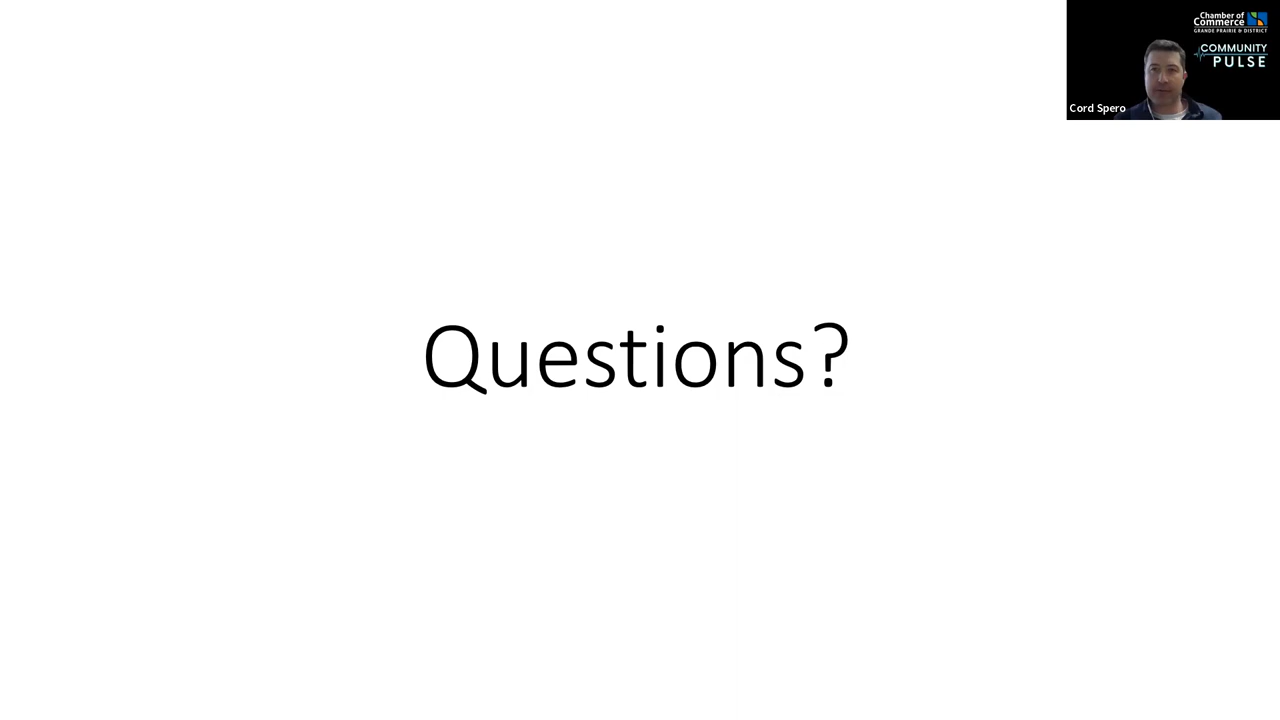 Chamber of
Commerce
GRANDE PRAIRIE & DISTRICT
COMMUNITY
PULSE
Cord Spero
Questions?